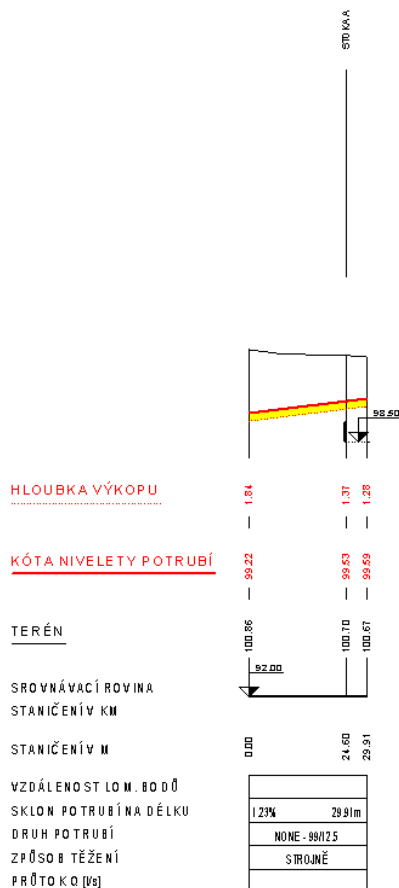 STOKA A
98.50
HLOUBKA VÝKOPU 1.84 1.37 1.28
KÓTA NIVELETY POTRUBÍ 99.22 99.53 99.59
TERÉN 100.86 100.70 100.67
92.00
SROVNÁVACÍ ROVINA
STANIČENÍ V KM
STANIČENÍ V M 0.00 24.60 29.91
VZDÁLENOST LOM. BODŮ
SKLON POTRUBÍ NA DÉLKU 1.23% 29.91m
DRUH POTRUBÍ NONE - 99/12.5
ZPŮSOB TĚŽENÍ STROJNĚ
PRŮTOK Q [l/s]